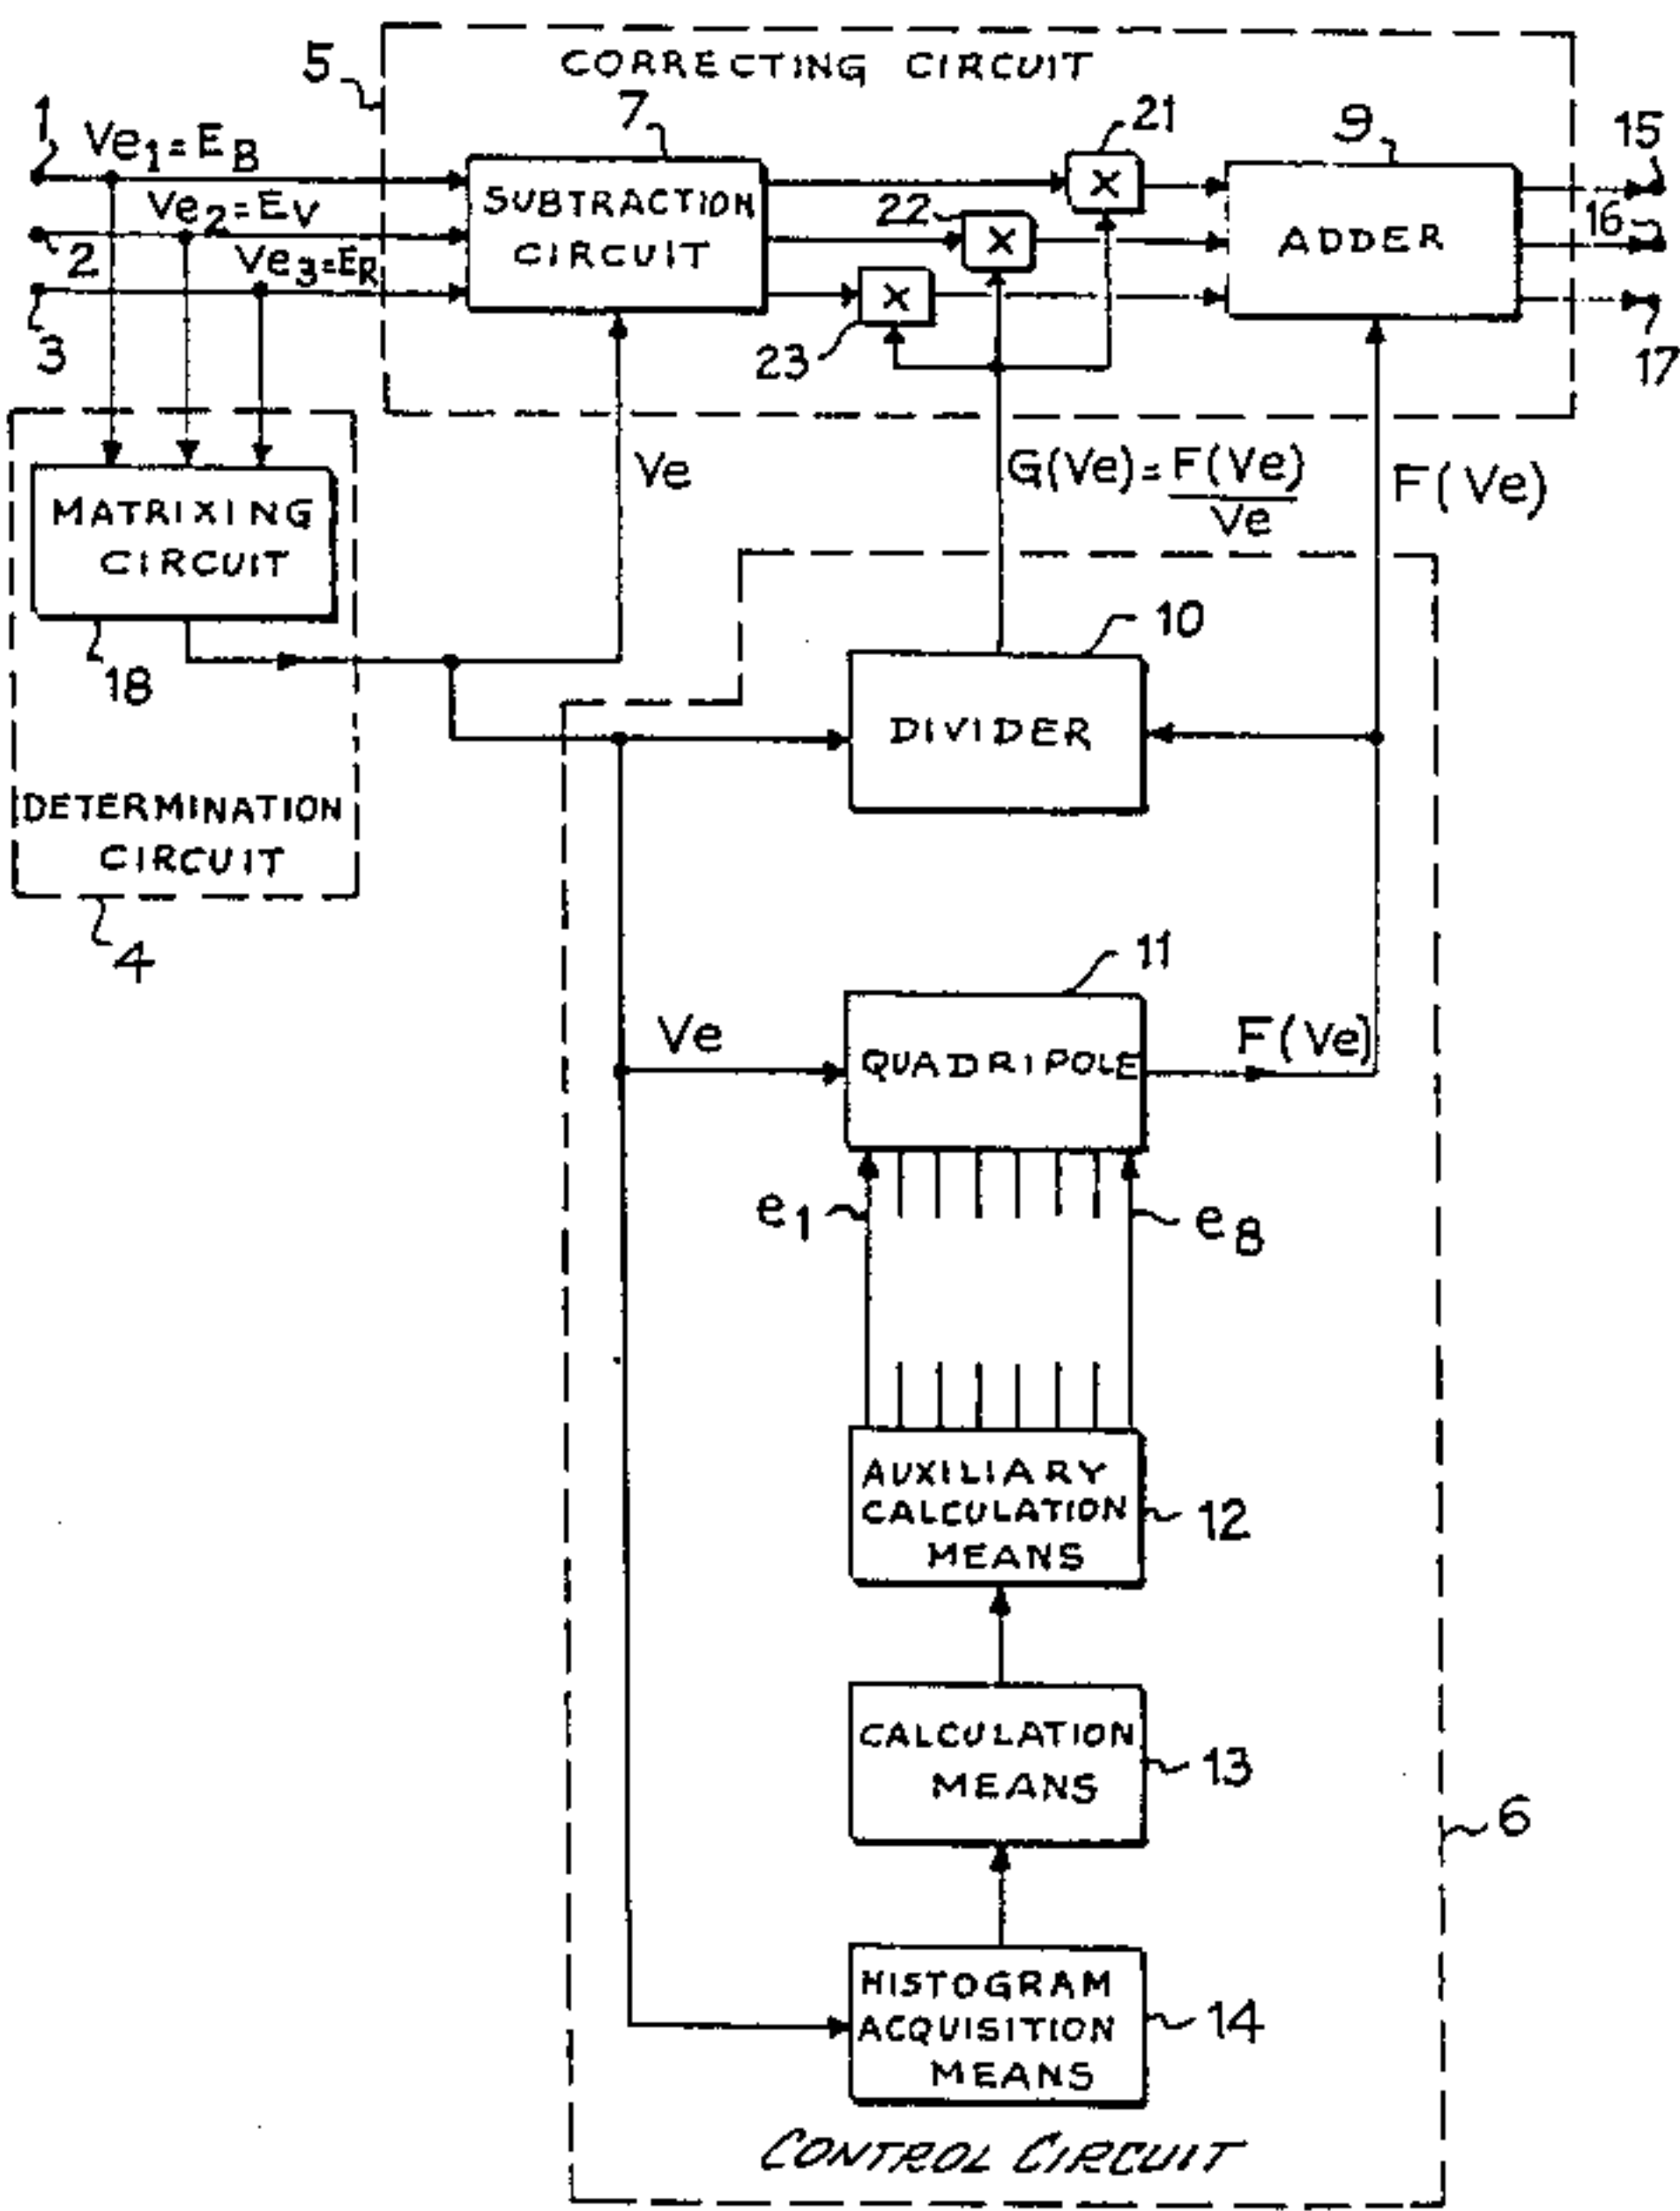 5
CORRECTING CIRCUIT
1
Ve1=EB
7
21
9
15
2
Ve2=EV
SUBTRACTION
CIRCUIT
22
X
X
ADDER
16
3
Ve3=ER
23
X
17
MATRIXING
CIRCUIT
18
Ve
G(Ve)=F(Ve)
Ve
F(Ve)
10
DIVIDER
DETERMINATION
CIRCUIT
4
11
Ve
QUADRIPOLE
F(Ve)
e1
e8
AUXILIARY
CALCULATION
MEANS
12
CALCULATION
MEANS
13
6
HISTOGRAM
ACQUISITION
MEANS
14
CONTROL CIRCUIT